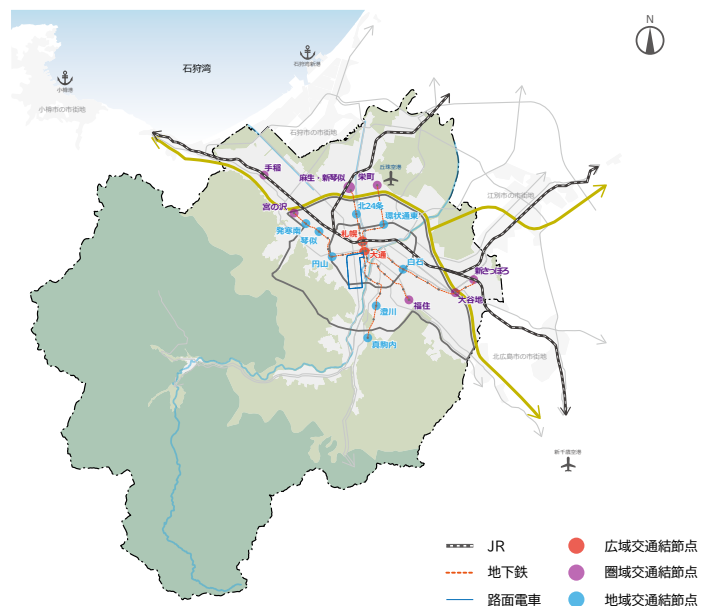 N
石狩湾
石狩湾新港
小樽港
小樽市の市街地
石狩市の市街地
丘珠空港
手稲
麻生・新琴似
栄町
江別市の市街地
宮の沢
北24条
発寒南
環状通東
琴似
札幌
大通
円山
白石
新さっぽろ
大谷地
福住
澄川
真駒内
北広島市の市街地
新千歳空港
JR
広域交通結節点
地下鉄
圏域交通結節点
路面電車
地域交通結節点